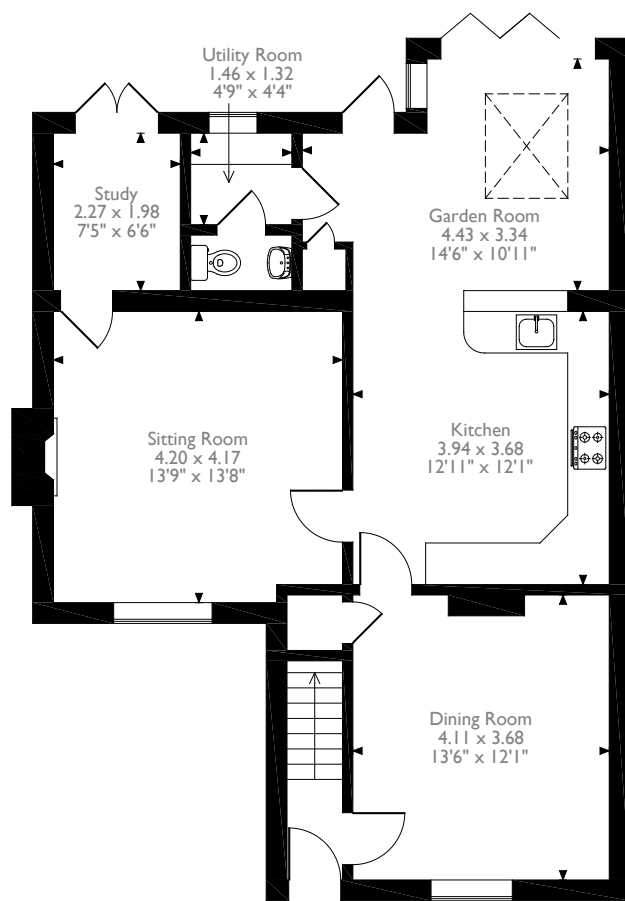 Utility Room
1.46 x 1.32
4'9" x 4'4"
Study
2.27 x 1.98
7'5" x 6'6"
Garden Room
4.43 x 3.34
14'6" x 10'11"
Sitting Room
4.20 x 4.17
13'9" x 13'8"
Kitchen
3.94 x 3.68
12'11" x 12'1"
Dining Room
4.11 x 3.68
13'6" x 12'1"